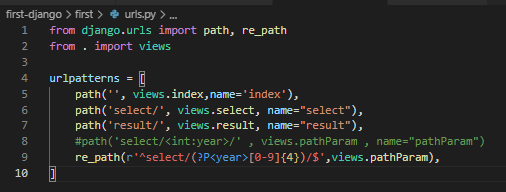 first-django > first > urls.py > ...
1 from django.urls import path, re_path
2 from . import views
3
4 urlpatterns = [
5 path('', views.index,name='index'),
6 path('select/', views.select, name="select"),
7 path('result/', views.result, name="result"),
8 #path('select/<int:year>/' , views.pathParam , name="pathParam")
9 re_path(r'^select/(?P<year>[0-9]{4})/$',views.pathParam),
10 ]